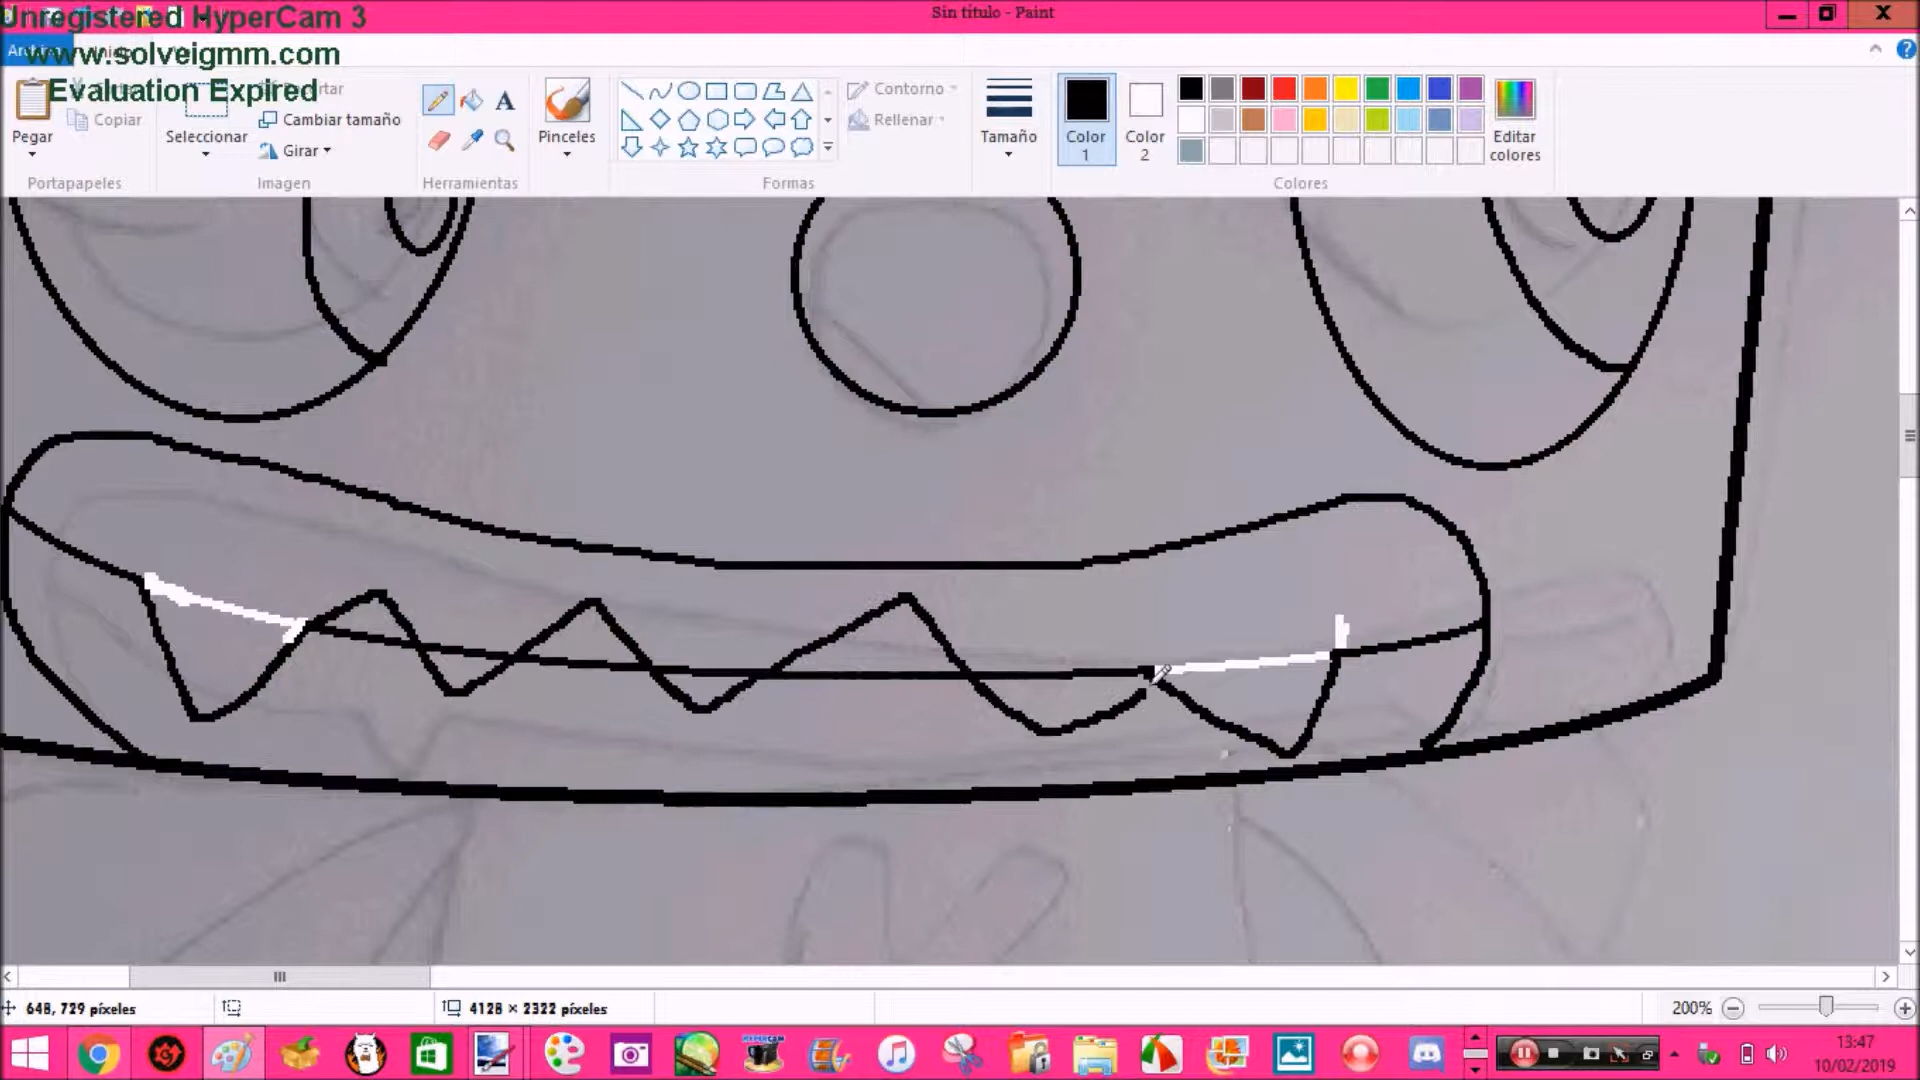 Unregistered HyperCam 3
www.solveigmm.com
Evaluation Expired
Sin título - Paint
Pegar
Copiar
Portapapeles
Seleccionar
Cambiar tamaño
Girar
Imagen
A
Herramientas
Pinceles
Formas
Contorno
Rellenar
Tamaño
Color 1
Color 2
Editar colores
Colores
648, 729 píxeles
4128 × 2322 píxeles
200%
13:47
10/02/2019